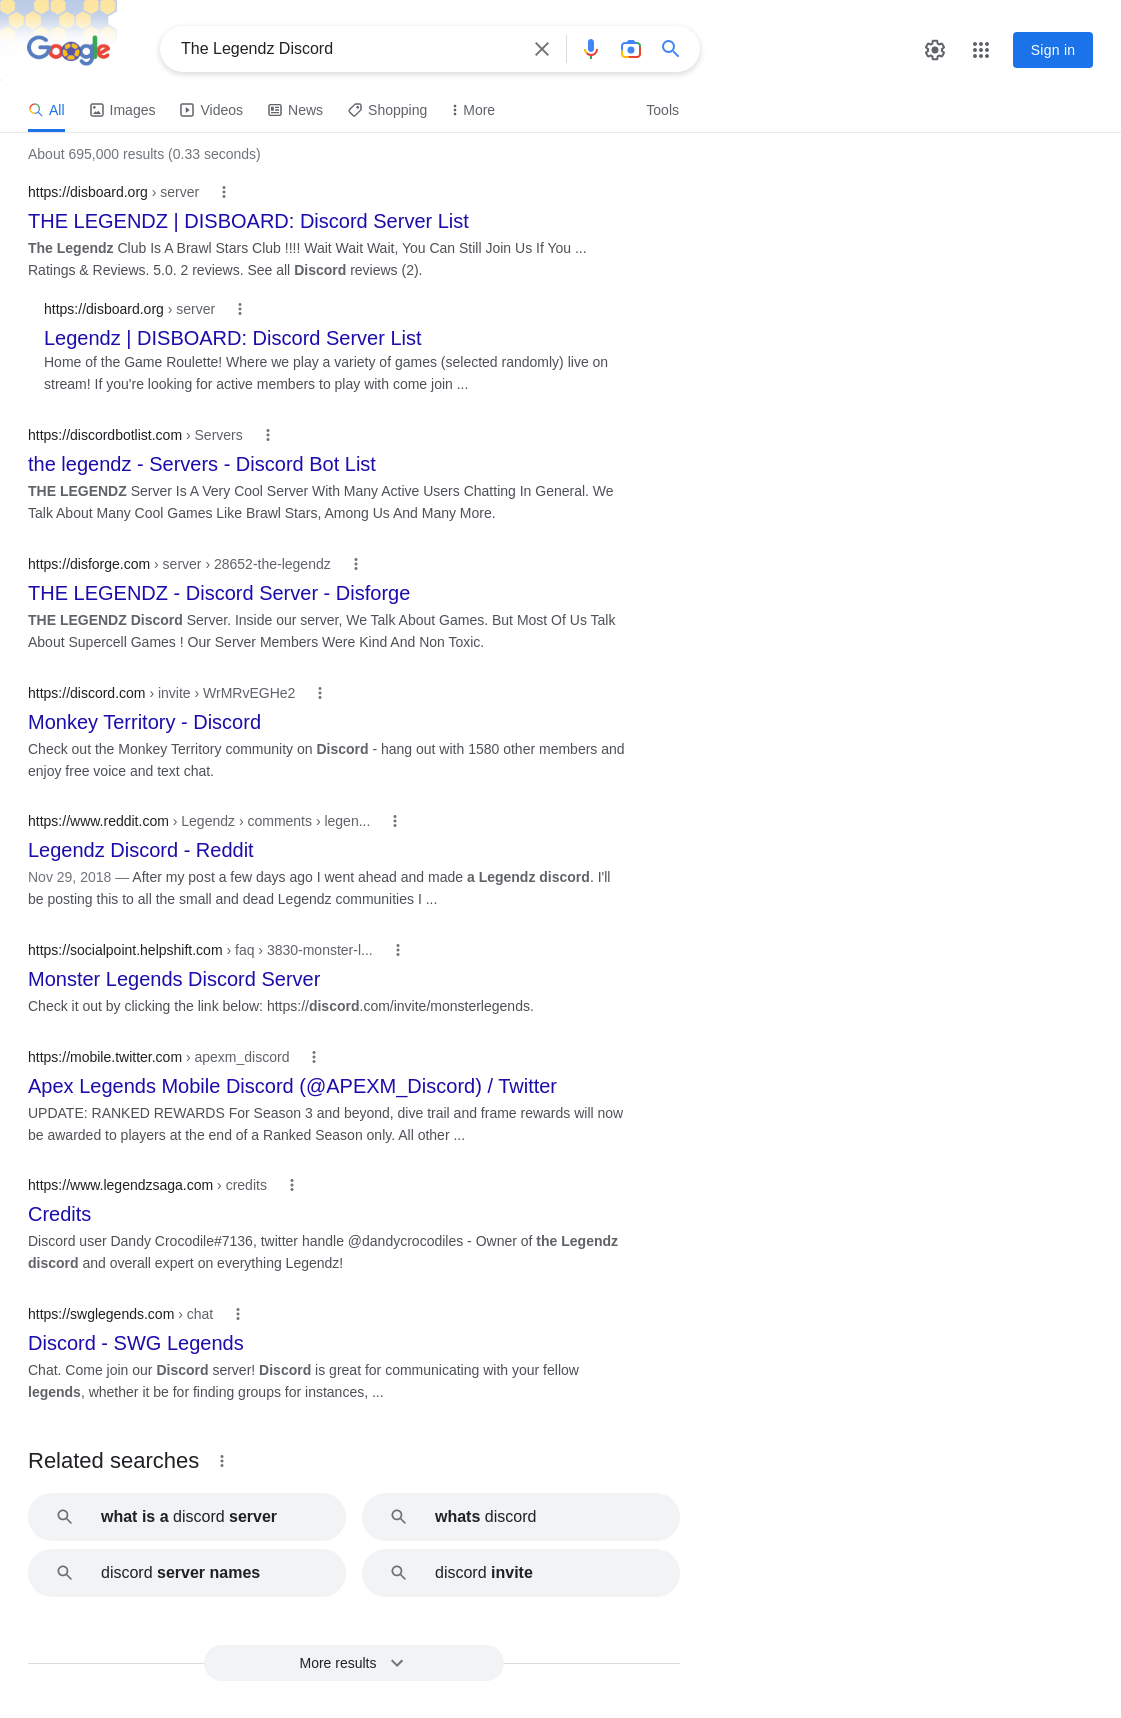 Google
The Legendz Discord
Sign in
All Images Videos News Shopping More Tools
About 695,000 results (0.33 seconds)
https://disboard.org › server
THE LEGENDZ | DISBOARD: Discord Server List
The Legendz Club Is A Brawl Stars Club !!!! Wait Wait Wait, You Can Still Join Us If You ...
Ratings & Reviews. 5.0. 2 reviews. See all Discord reviews (2).
https://disboard.org › server
Legendz | DISBOARD: Discord Server List
Home of the Game Roulette! Where we play a variety of games (selected randomly) live on
stream! If you're looking for active members to play with come join ...
https://discordbotlist.com › Servers
the legendz - Servers - Discord Bot List
THE LEGENDZ Server Is A Very Cool Server With Many Active Users Chatting In General. We
Talk About Many Cool Games Like Brawl Stars, Among Us And Many More.
https://disforge.com › server › 28652-the-legendz
THE LEGENDZ - Discord Server - Disforge
THE LEGENDZ Discord Server. Inside our server, We Talk About Games. But Most Of Us Talk
About Supercell Games ! Our Server Members Were Kind And Non Toxic.
https://discord.com › invite › WrMRvEGHe2
Monkey Territory - Discord
Check out the Monkey Territory community on Discord - hang out with 1580 other members and
enjoy free voice and text chat.
https://www.reddit.com › Legendz › comments › legen...
Legendz Discord - Reddit
Nov 29, 2018 — After my post a few days ago I went ahead and made a Legendz discord. I'll
be posting this to all the small and dead Legendz communities I ...
https://socialpoint.helpshift.com › faq › 3830-monster-l...
Monster Legends Discord Server
Check it out by clicking the link below: https://discord.com/invite/monsterlegends.
https://mobile.twitter.com › apexm_discord
Apex Legends Mobile Discord (@APEXM_Discord) / Twitter
UPDATE: RANKED REWARDS For Season 3 and beyond, dive trail and frame rewards will now
be awarded to players at the end of a Ranked Season only. All other ...
https://www.legendzsaga.com › credits
Credits
Discord user Dandy Crocodile#7136, twitter handle @dandycrocodiles - Owner of the Legendz
discord and overall expert on everything Legendz!
https://swglegends.com › chat
Discord - SWG Legends
Chat. Come join our Discord server! Discord is great for communicating with your fellow
legends, whether it be for finding groups for instances, ...
Related searches
what is a discord server
whats discord
discord server names
discord invite
More results